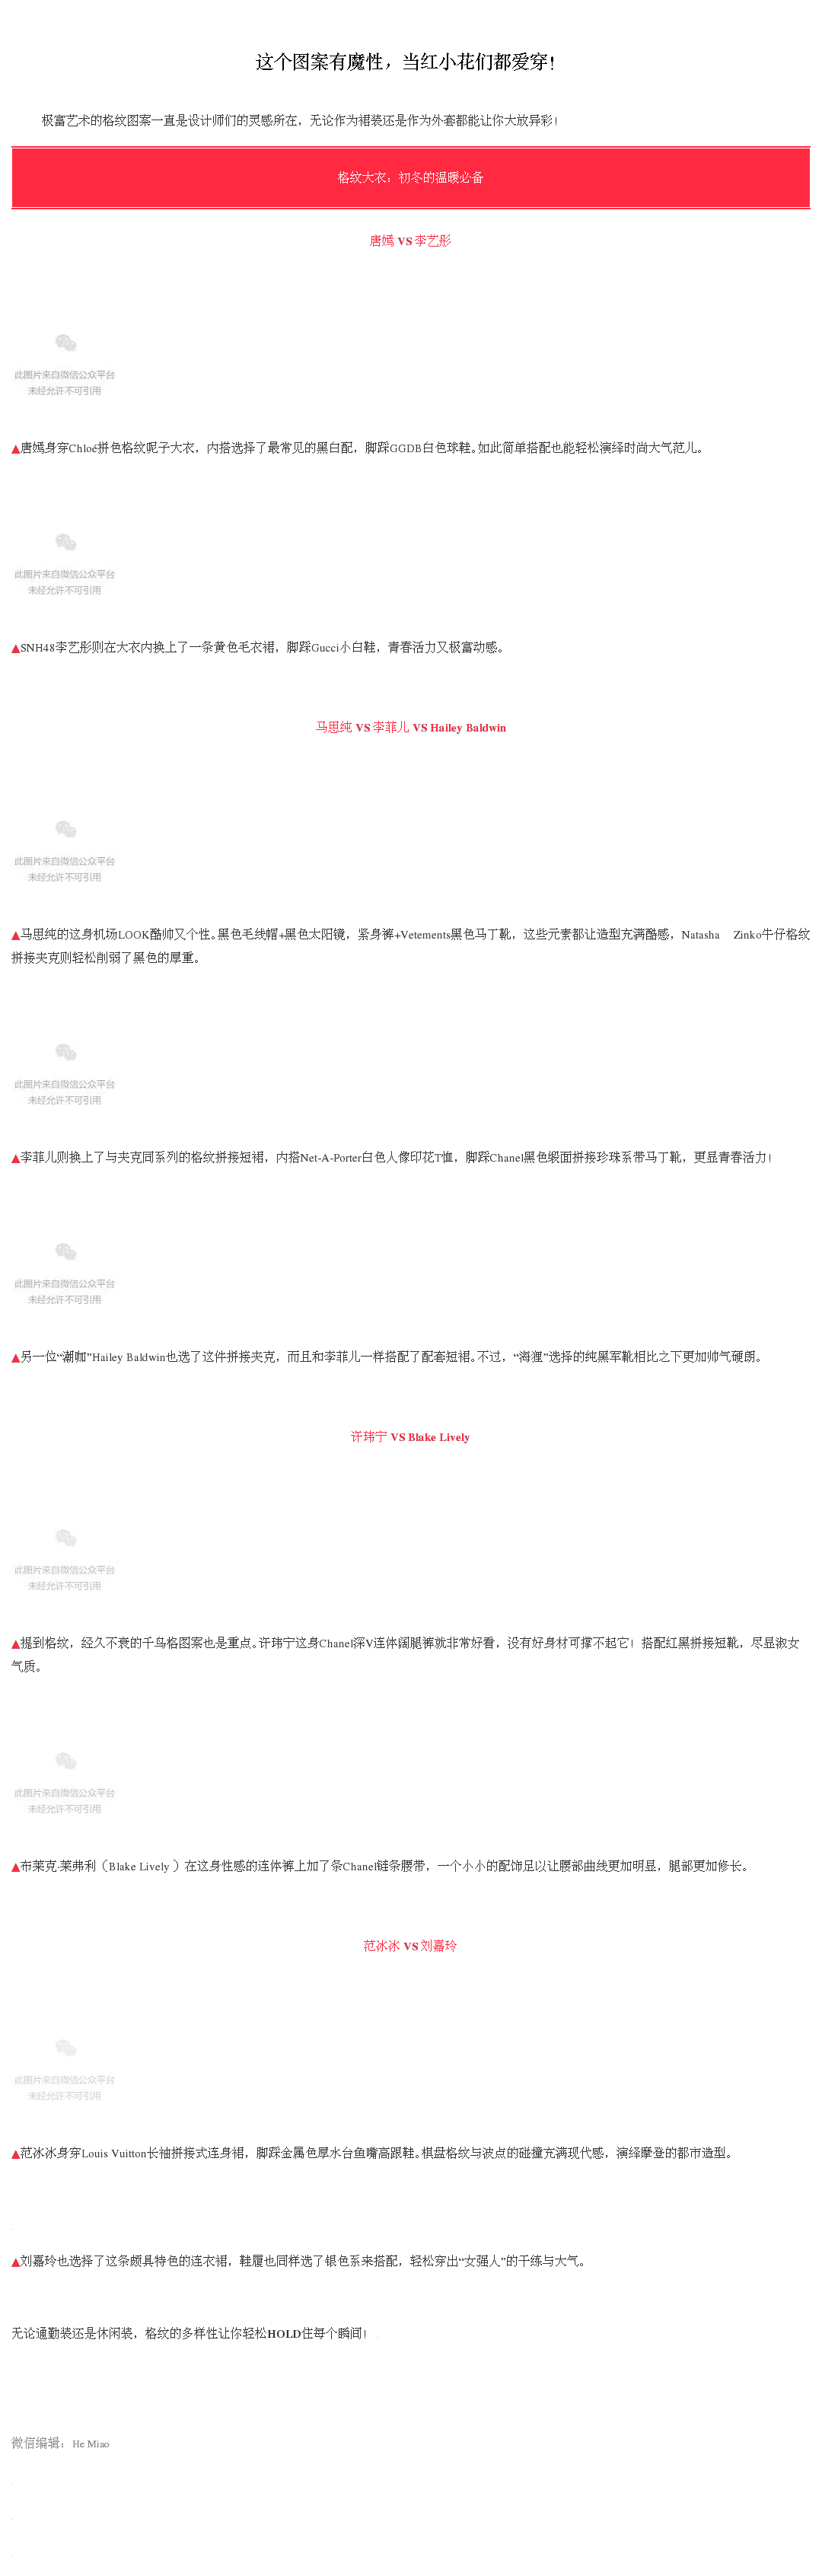 这个图案有魔性，当红小花们都爱穿！
极富艺术的格纹图案一直是设计师们的灵感所在，无论作为裙装还是作为外套都能让你大放异彩！
格纹大衣：初冬的温暖必备
唐嫣 VS 李艺彤
此图片来自微信公众平台
未经允许不可引用
▲唐嫣身穿Chloé拼色格纹呢子大衣，内搭选择了最常见的黑白配，脚踩GGDB白色球鞋。如此简单搭配也能轻松演绎时尚大气范儿。
此图片来自微信公众平台
未经允许不可引用
▲SNH48李艺彤则在大衣内换上了一条黄色毛衣裙，脚踩Gucci小白鞋，青春活力又极富动感。
马思纯 VS 李菲儿 VS Hailey Baldwin
此图片来自微信公众平台
未经允许不可引用
▲马思纯的这身机场LOOK酷帅又个性。黑色毛线帽+黑色太阳镜，紧身裤+Vetements黑色马丁靴，这些元素都让造型充满酷感，Natasha Zinko牛仔格纹
拼接夹克则轻松削弱了黑色的厚重。
此图片来自微信公众平台
未经允许不可引用
▲李菲儿则换上了与夹克同系列的格纹拼接短裙，内搭Net-A-Porter白色人像印花T恤，脚踩Chanel黑色缎面拼接珍珠系带马丁靴，更显青春活力！
此图片来自微信公众平台
未经允许不可引用
▲另一位“潮咖”Hailey Baldwin也选了这件拼接夹克，而且和李菲儿一样搭配了配套短裙。不过，“海狸”选择的纯黑军靴相比之下更加帅气硬朗。
许玮宁 VS Blake Lively
此图片来自微信公众平台
未经允许不可引用
▲提到格纹，经久不衰的千鸟格图案也是重点。许玮宁这身Chanel深V连体阔腿裤就非常好看，没有好身材可撑不起它！搭配红黑拼接短靴，尽显淑女
气质。
此图片来自微信公众平台
未经允许不可引用
▲布莱克·莱弗利（Blake Lively ）在这身性感的连体裤上加了条Chanel链条腰带，一个小小的配饰足以让腰部曲线更加明显，腿部更加修长。
范冰冰 VS 刘嘉玲
此图片来自微信公众平台
未经允许不可引用
▲范冰冰身穿Louis Vuitton长袖拼接式连身裙，脚踩金属色厚水台鱼嘴高跟鞋。棋盘格纹与波点的碰撞充满现代感，演绎摩登的都市造型。
▲刘嘉玲也选择了这条颇具特色的连衣裙，鞋履也同样选了银色系来搭配，轻松穿出“女强人”的干练与大气。
无论通勤装还是休闲装，格纹的多样性让你轻松HOLD住每个瞬间！
微信编辑：He Miao